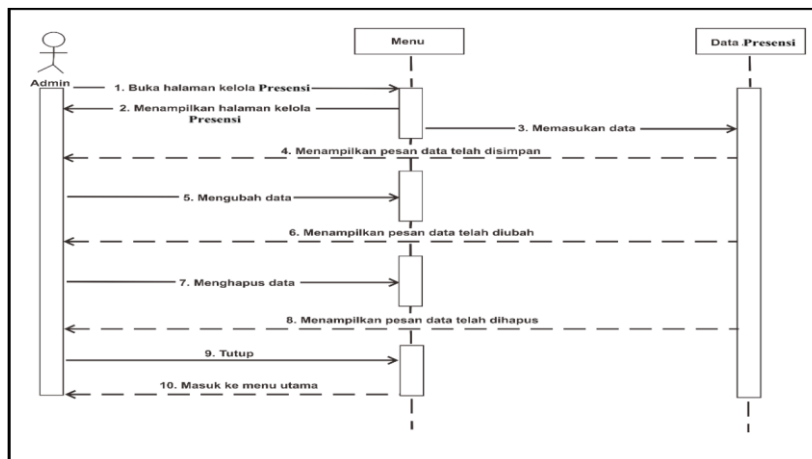 Menu
Data .Presensi
Admin
1. Buka halaman kelola Presensi
2. Menampilkan halaman kelola
Presensi
3. Memasukan data
4. Menampilkan pesan data telah disimpan
5. Mengubah data
6. Menampilkan pesan data telah diubah
7. Menghapus data
8. Menampilkan pesan data telah dihapus
9. Tutup
10. Masuk ke menu utama